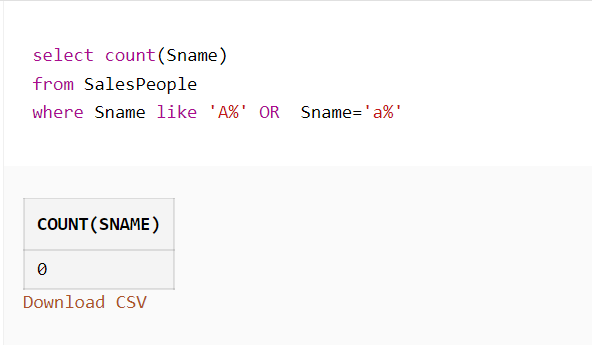 select count(Sname)
from SalesPeople
where Sname like 'A%' OR  Sname='a%'
COUNT(SNAME)
0
Download CSV